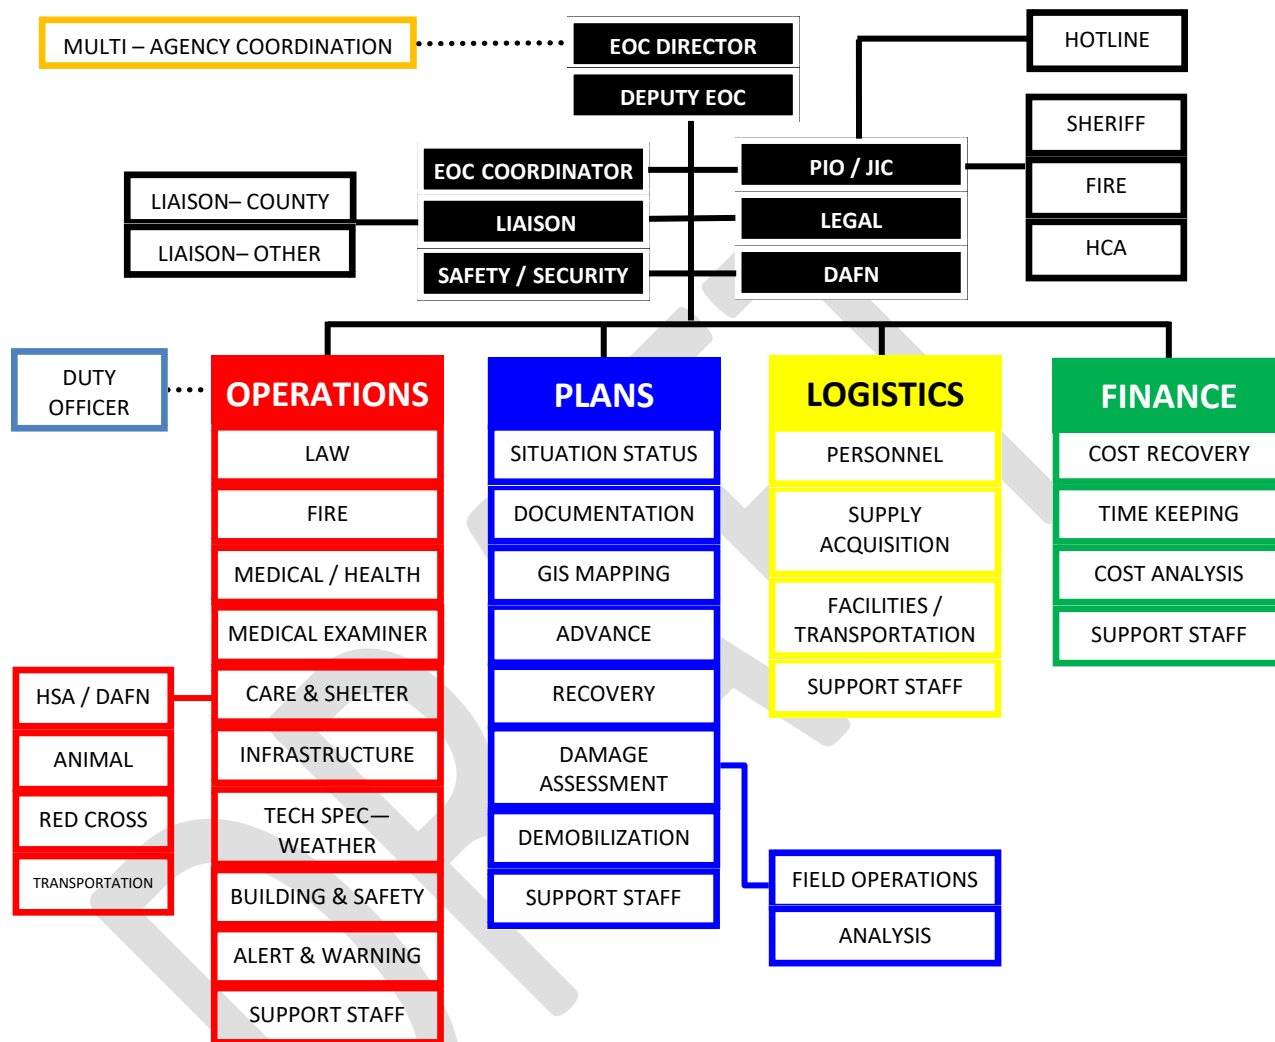 MULTI – AGENCY COORDINATION
EOC DIRECTOR
DEPUTY EOC
HOTLINE
SHERIFF
FIRE
HCA
EOC COORDINATOR
PIO / JIC
LIAISON– COUNTY
LIAISON– OTHER
LIAISON
LEGAL
SAFETY / SECURITY
DAFN
DUTY
OFFICER
OPERATIONS
LAW
FIRE
MEDICAL / HEALTH
MEDICAL EXAMINER
CARE & SHELTER
INFRASTRUCTURE
TECH SPEC—
WEATHER
BUILDING & SAFETY
ALERT & WARNING
SUPPORT STAFF
HSA / DAFN
ANIMAL
RED CROSS
TRANSPORTATION
PLANS
SITUATION STATUS
DOCUMENTATION
GIS MAPPING
ADVANCE
RECOVERY
DAMAGE
ASSESSMENT
DEMOBILIZATION
SUPPORT STAFF
FIELD OPERATIONS
ANALYSIS
LOGISTICS
PERSONNEL
SUPPLY
ACQUISITION
FACILITIES /
TRANSPORTATION
SUPPORT STAFF
FINANCE
COST RECOVERY
TIME KEEPING
COST ANALYSIS
SUPPORT STAFF
DRAFT